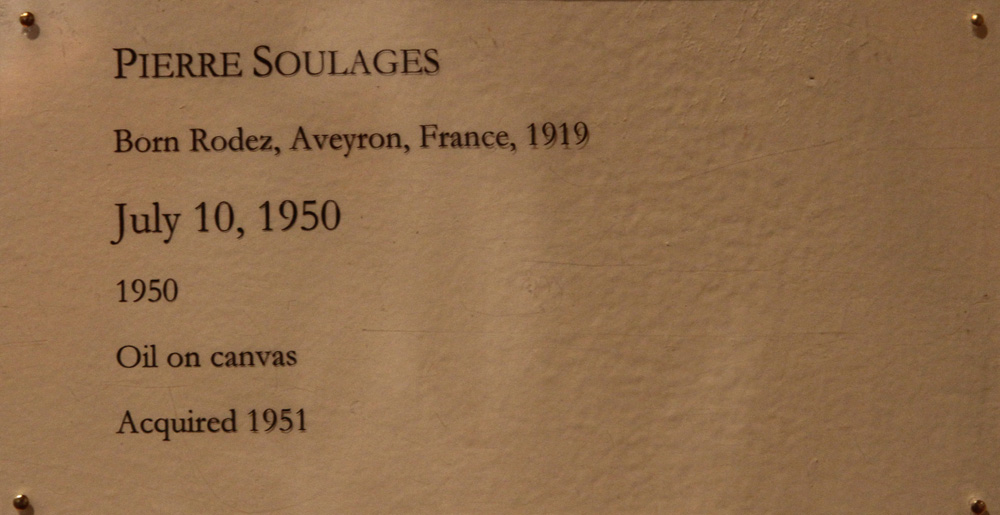 PIERRE SOULAGES
Born Rodez, Aveyron, France, 1919
July 10, 1950
1950
Oil on canvas
Acquired 1951